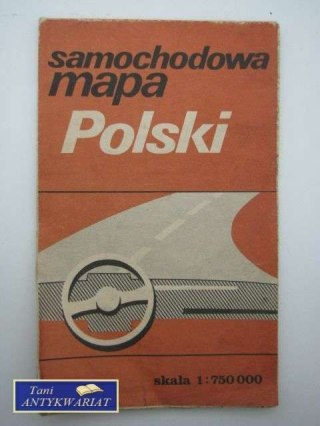 samochodowa
mapa
Polski
skala 1:750 000
Tani
ANTYKWARIAT